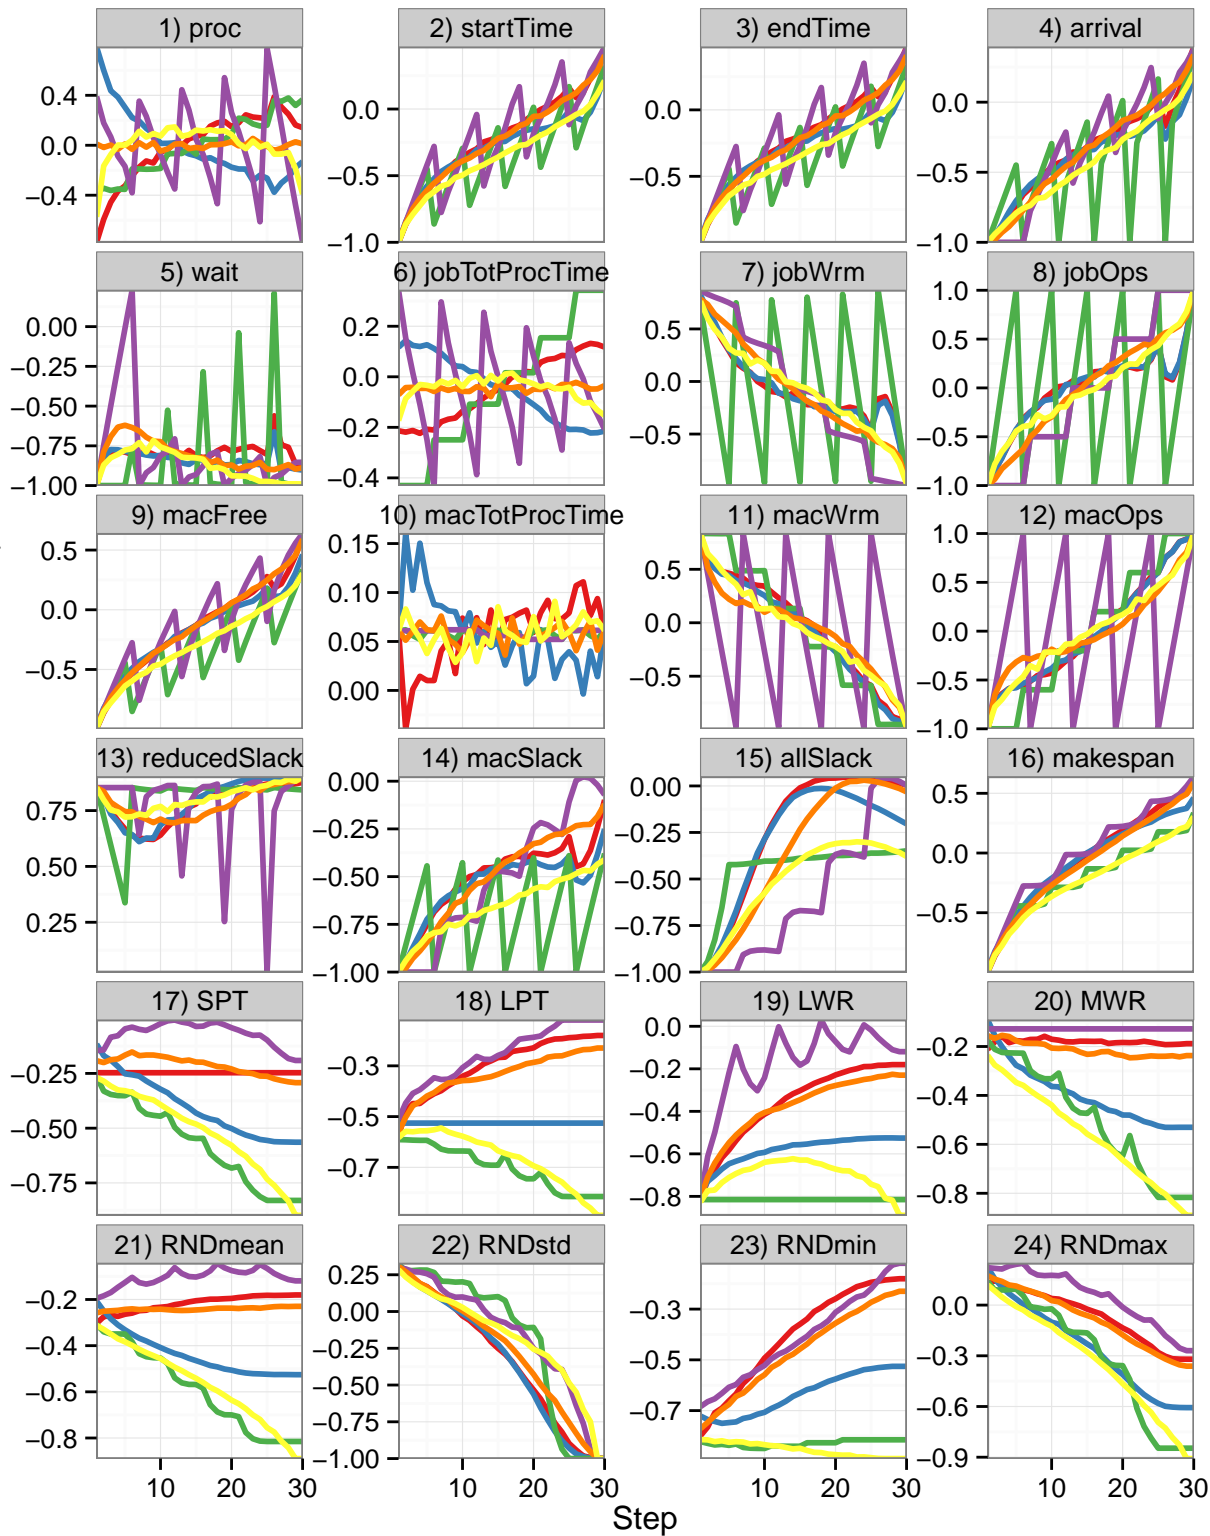 1) proc 2) startTime 3) endTime 4) arrival
0.4 0.0 −0.4
0.0 −0.5 −1.0
0.0 −0.5
0.0 −0.5 −1.0
5) wait 6) jobTotProcTime 7) jobWrm 8) jobOps
0.00 −0.25 −0.50 −0.75 −1.00
0.2 0.0 −0.2 −0.4
0.5 0.0 −0.5
1.0 0.5 0.0 −0.5 −1.0
9) macFree 10) macTotProcTime 11) macWrm 12) macOps
0.5 0.0 −0.5
0.15 0.10 0.05 0.00
0.5 0.0 −0.5
1.0 0.5 0.0 −0.5 −1.0
13) reducedSlack 14) macSlack 15) allSlack 16) makespan
0.75 0.50 0.25
0.00 −0.25 −0.50 −0.75 −1.00
0.00 −0.25 −0.50 −0.75 −1.00
0.5 0.0 −0.5
17) SPT 18) LPT 19) LWR 20) MWR
−0.25 −0.50 −0.75
−0.3 −0.5 −0.7
0.0 −0.2 −0.4 −0.6 −0.8
−0.2 −0.4 −0.6 −0.8
21) RNDmean 22) RNDstd 23) RNDmin 24) RNDmax
−0.2 −0.4 −0.6 −0.8
0.25 0.00 −0.25 −0.50 −0.75 −1.00
−0.3 −0.5 −0.7
0.0 −0.3 −0.6 −0.9
10 20 30 10 20 30 10 20 30 10 20 30
Step